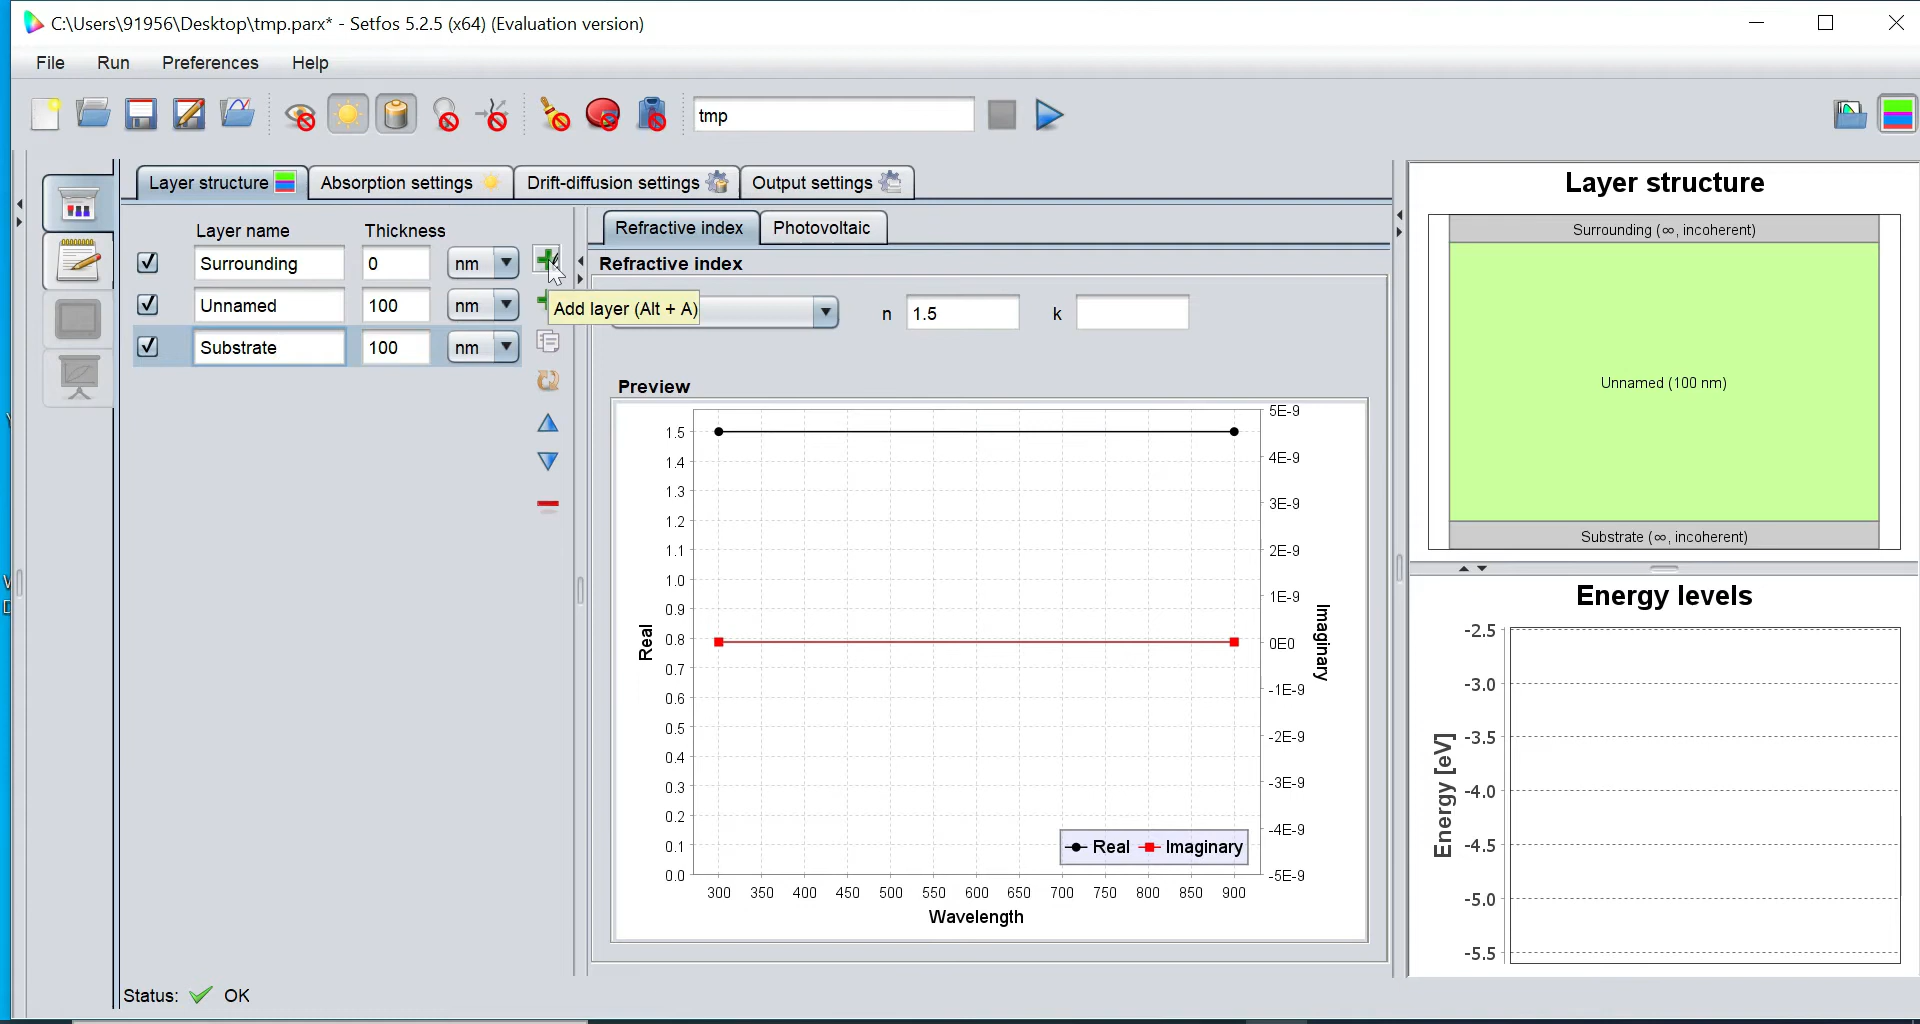 C:\Users\91956\Desktop\tmp.parx* - Setfos 5.2.5 (x64) (Evaluation version)
File Run Preferences Help
tmp
Layer structure Absorption settings Drift-diffusion settings Output settings
Layer name Thickness
Surrounding 0 nm
Unnamed 100 nm
Substrate 100 nm
Add layer (Alt + A)
Refractive index Photovoltaic
Refractive index
n 1.5 k
Preview
1.5
1.4
1.3
1.2
1.1
1.0
0.9
0.8
0.7
0.6
0.5
0.4
0.3
0.2
0.1
0.0
Real
5E-9
4E-9
3E-9
2E-9
1E-9
0E0
-1E-9
-2E-9
-3E-9
-4E-9
-5E-9
Imaginary
Real Imaginary
300 350 400 450 500 550 600 650 700 750 800 850 900
Wavelength
Layer structure
Surrounding (∞, incoherent)
Unnamed (100 nm)
Substrate (∞, incoherent)
Energy levels
-2.5
-3.0
-3.5
-4.0
-4.5
-5.0
-5.5
Energy [eV]
Status: OK